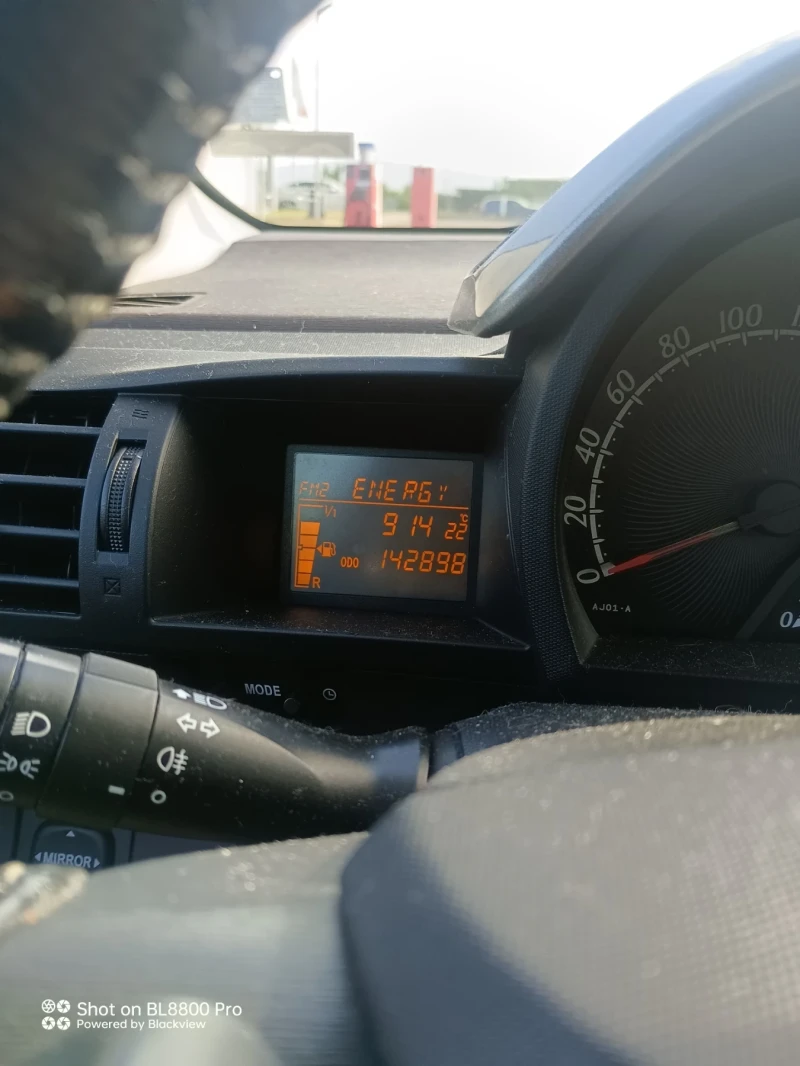 FM2 ENERGY
1/1
9 14 22 °C
ODO 142898
R
0 20 40 60 80 100
AJ01-A
0
MODE
MIRROR
Shot on BL8800 Pro
Powered by Blackview